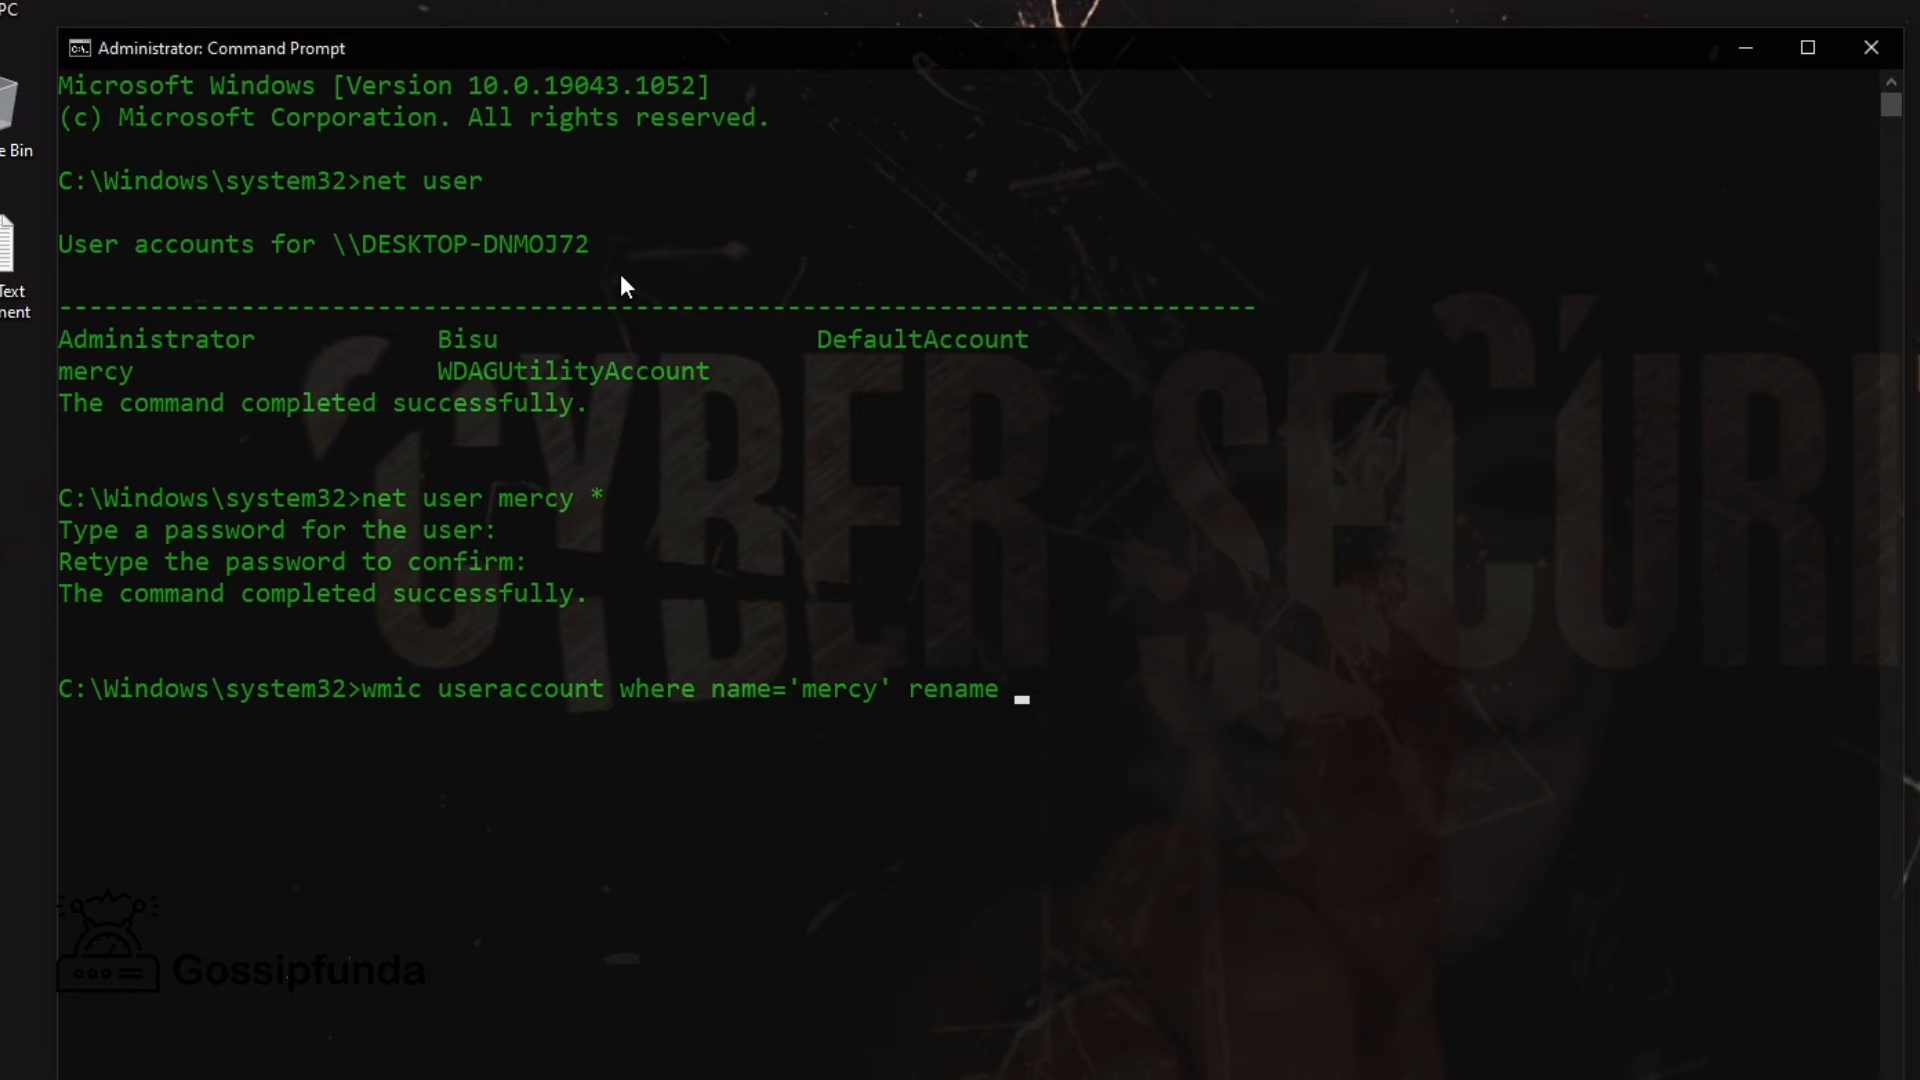 PC
Administrator: Command Prompt
Microsoft Windows [Version 10.0.19043.1052]
(c) Microsoft Corporation. All rights reserved.
e Bin
C:\Windows\system32>net user
User accounts for \\DESKTOP-DNMOJ72
Text
ment
-------------------------------------------------------------------------------
Administrator Bisu DefaultAccount
mercy WDAGUtilityAccount
The command completed successfully.
C:\Windows\system32>net user mercy *
Type a password for the user:
Retype the password to confirm:
The command completed successfully.
C:\Windows\system32>wmic useraccount where name='mercy' rename
CYBER SECURI
Gossipfunda